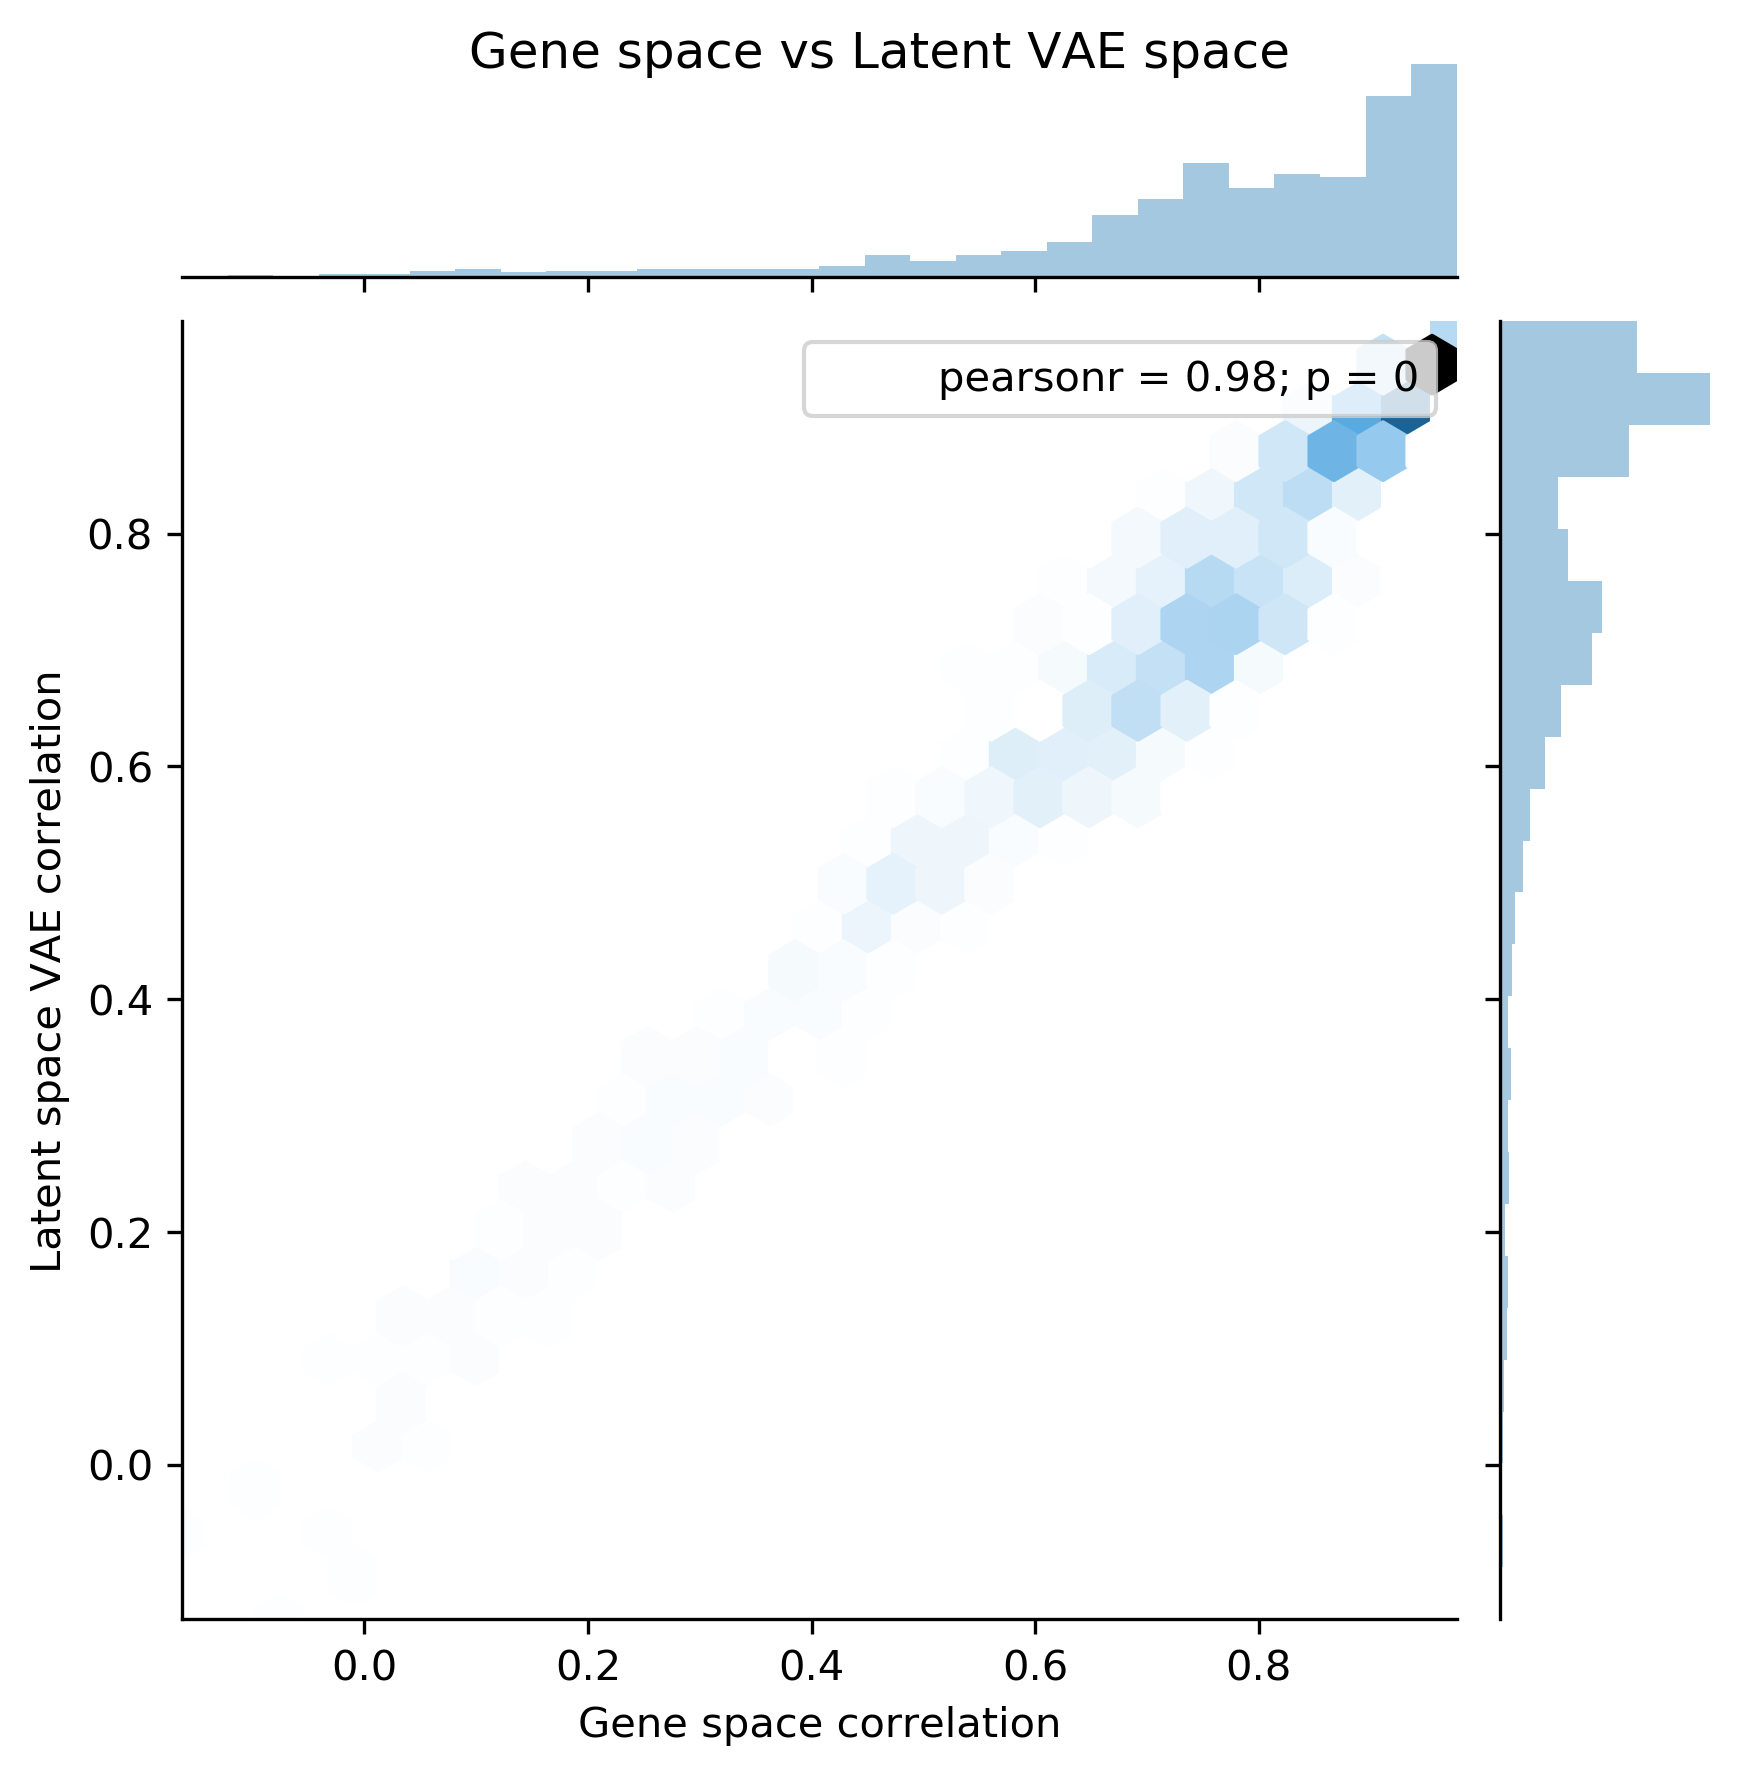 Gene space vs Latent VAE space
pearsonr = 0.98; p = 0
Latent space VAE correlation
0.8
0.6
0.4
0.2
0.0
0.0 0.2 0.4 0.6 0.8
Gene space correlation